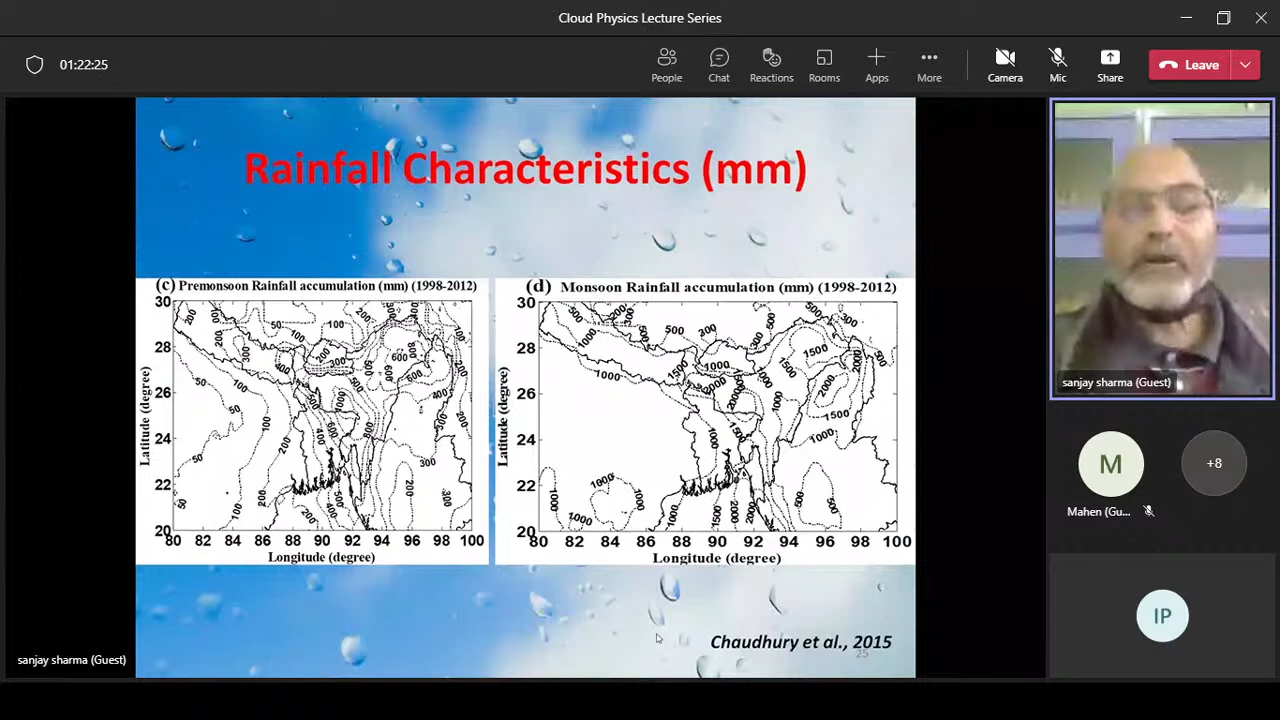 Cloud Physics Lecture Series
01:22:25
People
Chat
Reactions
Rooms
Apps
More
Camera
Mic
Share
Leave
Rainfall Characteristics (mm)
(c) Premonsoon Rainfall accumulation (mm) (1998-2012)
30
28
26
24
22
20
Latitude (degree)
80 82 84 86 88 90 92 94 96 98 100
Longitude (degree)
(d) Monsoon Rainfall accumulation (mm) (1998-2012)
30
28
26
24
22
20
Latitude (degree)
80 82 84 86 88 90 92 94 96 98 100
Longitude (degree)
Chaudhury et al., 2015
25
sanjay sharma (Guest)
sanjay sharma (Guest)
M
+8
Mahen (Gu...
IP